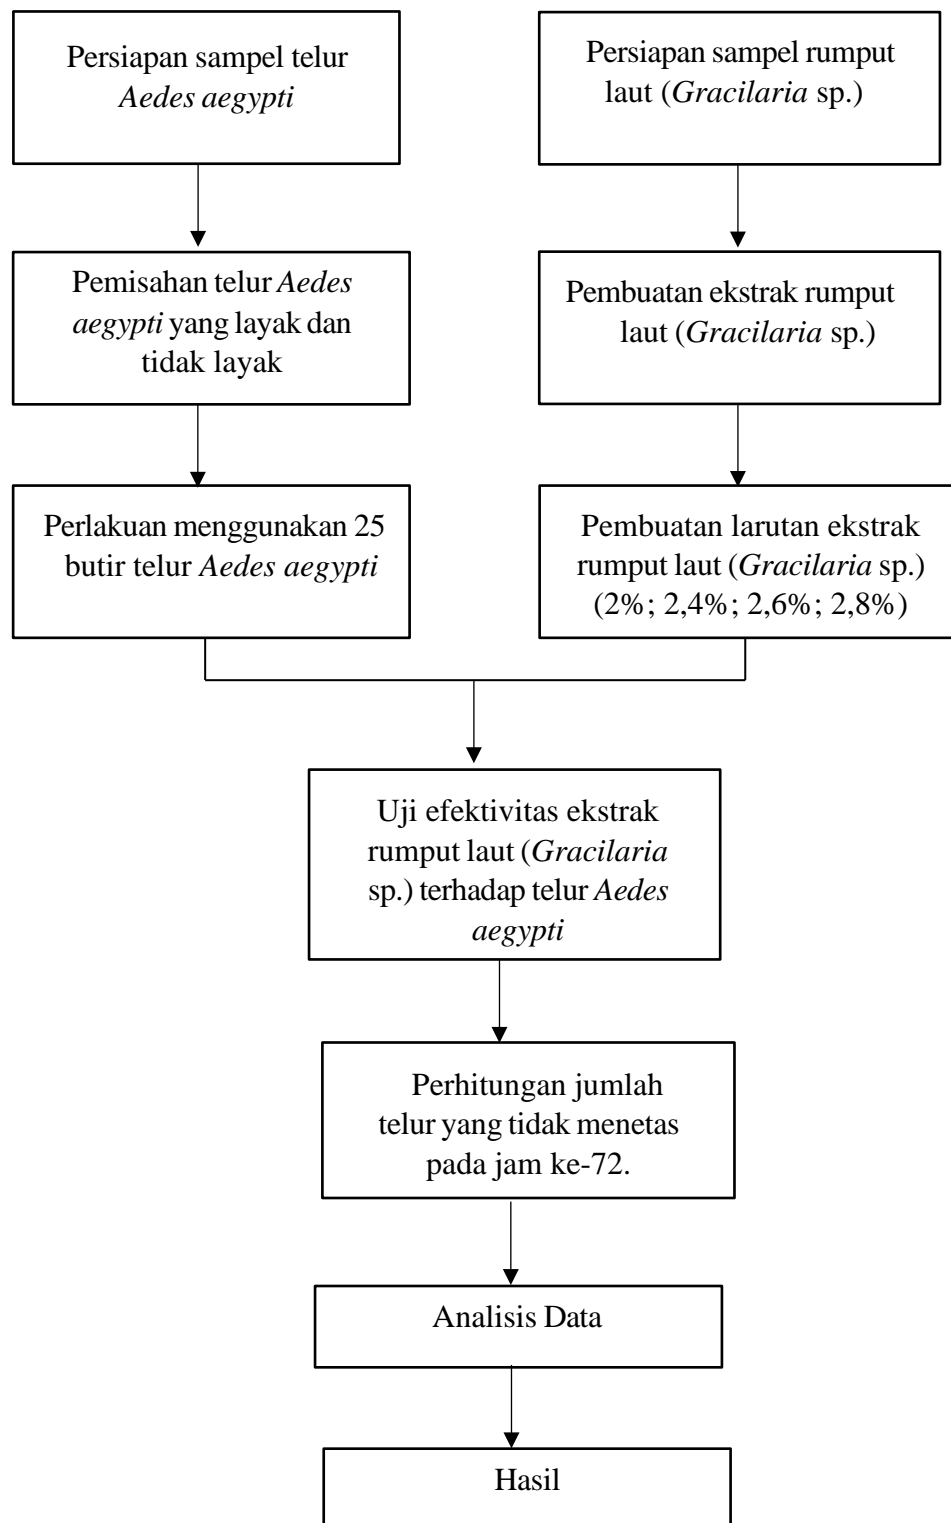 Persiapan sampel telur
Aedes aegypti
Persiapan sampel rumput
laut (Gracilaria sp.)
Pemisahan telur Aedes
aegypti yang layak dan
tidak layak
Pembuatan ekstrak rumput
laut (Gracilaria sp.)
Perlakuan menggunakan 25
butir telur Aedes aegypti
Pembuatan larutan ekstrak
rumput laut (Gracilaria sp.)
(2%; 2,4%; 2,6%; 2,8%)
Uji efektivitas ekstrak
rumput laut (Gracilaria
sp.) terhadap telur Aedes
aegypti
Perhitungan jumlah
telur yang tidak menetas
pada jam ke-72.
Analisis Data
Hasil